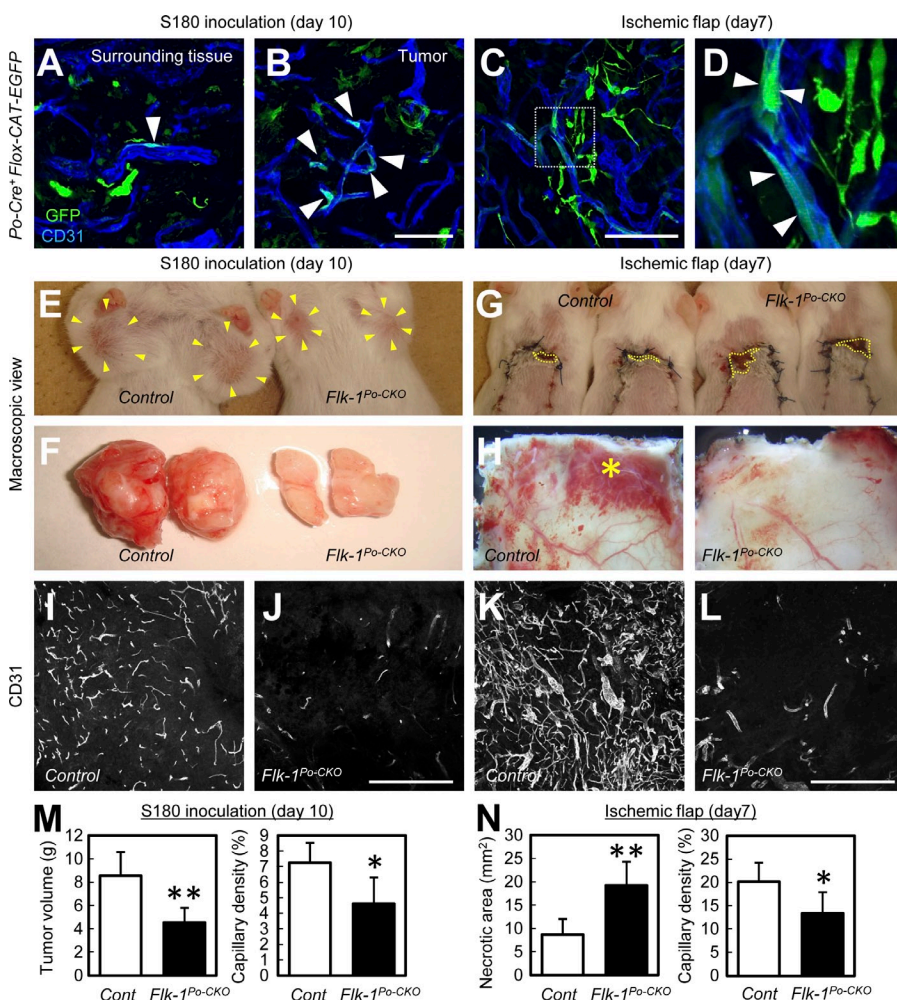 S180 inoculation (day 10)
Ischemic flap (day7)
Po-Cre+ Flox-CAT-EGFP
A
Surrounding tissue
GFP
CD31
B
Tumor
C
D
S180 inoculation (day 10)
Ischemic flap (day7)
Macroscopic view
E
Control
Flk-1Po-CKO
G
Control
Flk-1Po-CKO
F
Control
Flk-1Po-CKO
H
*
Control
Flk-1Po-CKO
CD31
I
Control
J
Flk-1Po-CKO
K
Control
L
Flk-1Po-CKO
M
S180 inoculation (day 10)
Tumor volume (g)
12
10
8
6
4
2
0
**
Cont
Flk-1Po-CKO
Capillary density (%)
9
8
7
6
5
4
3
2
1
0
*
Cont
Flk-1Po-CKO
N
Ischemic flap (day7)
Necrotic area (mm2)
30
25
20
15
10
5
0
**
Cont
Flk-1Po-CKO
Capillary density (%)
30
25
20
15
10
5
0
*
Cont
Flk-1Po-CKO